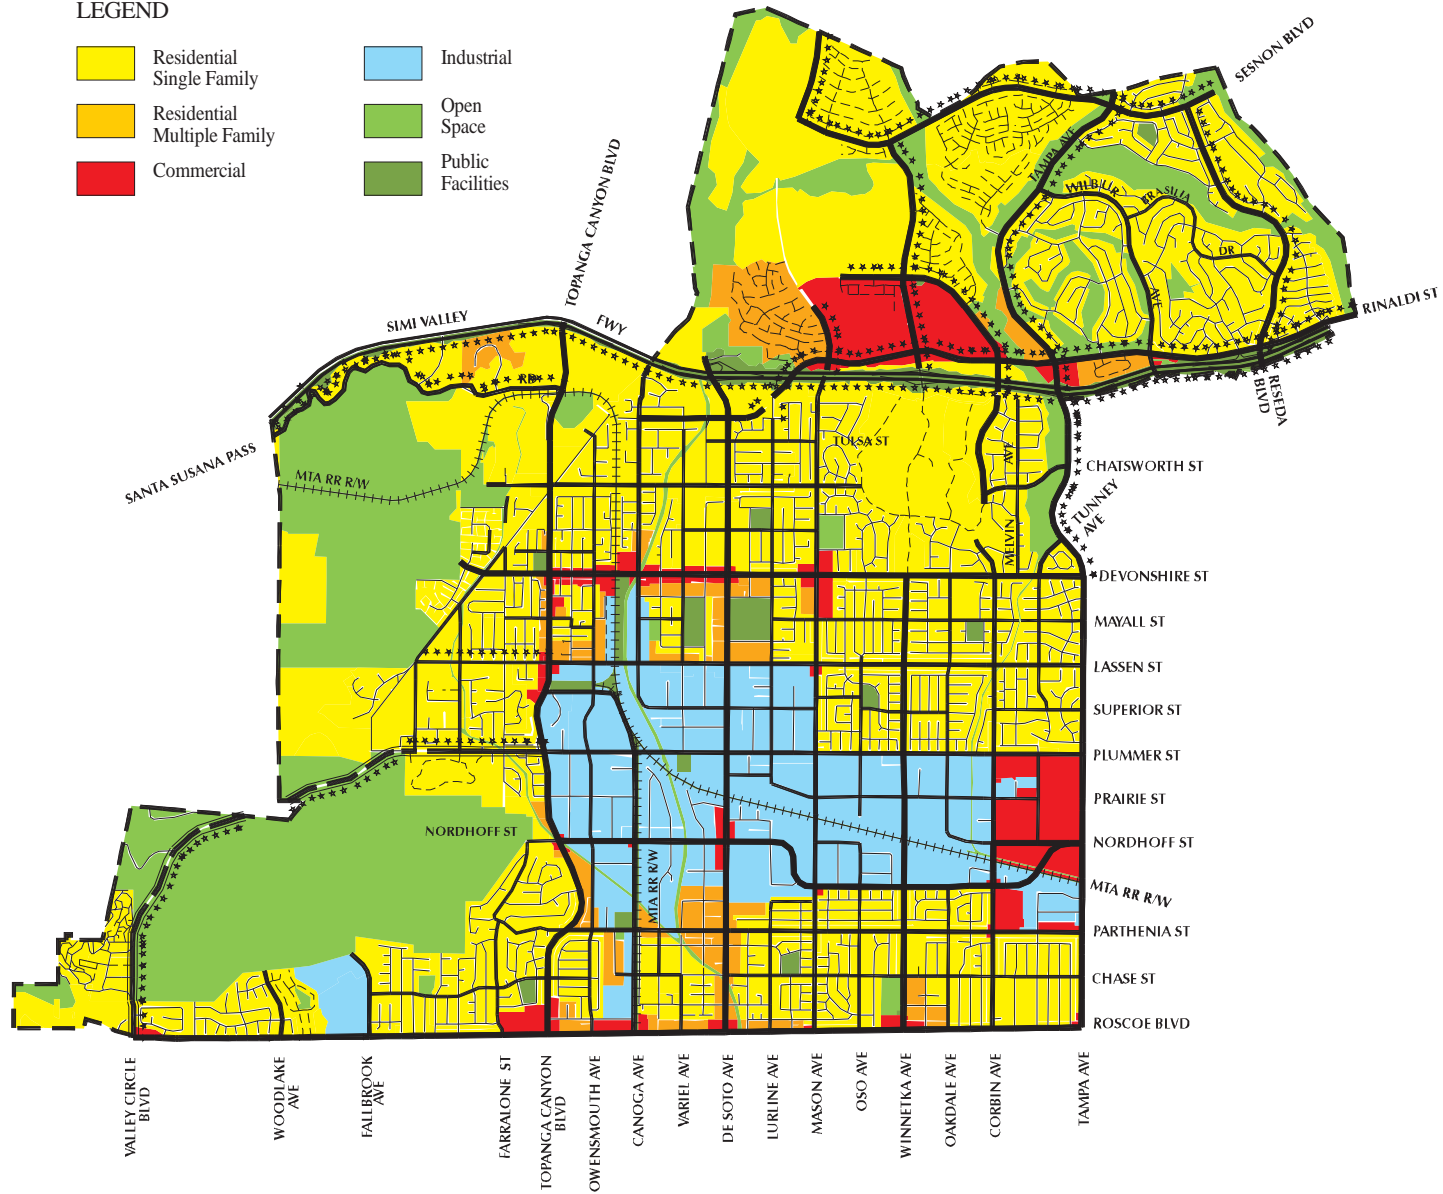 LEGEND
Residential
Single Family
Residential
Multiple Family
Commercial
Industrial
Open
Space
Public
Facilities
SESNON BLVD
TOPANGA CANYON BLVD
TAMPA AVE
WILBUR
BRASILIA
DR
AVE
RINALDI ST
SIMI VALLEY
FWY
RD
RESEDA
BLVD
SANTA SUSANA PASS
MTA RR R/W
TULSA ST
AVE
MELVIN
CHATSWORTH ST
TUNNEY
AVE
DEVONSHIRE ST
MAYALL ST
LASSEN ST
SUPERIOR ST
PLUMMER ST
PRAIRIE ST
NORDHOFF ST
NORDHOFF ST
MTA RR R/W
MTA RR R/W
PARTHENIA ST
CHASE ST
ROSCOE BLVD
VALLEY CIRCLE
BLVD
WOODLAKE
AVE
FALLBROOK
AVE
FARRALONE ST
TOPANGA CANYON
BLVD
OWENSMOUTH AVE
CANOGA AVE
VARIEL AVE
DE SOTO AVE
LURLINE AVE
MASON AVE
OSO AVE
WINNETKA AVE
OAKDALE AVE
CORBIN AVE
TAMPA AVE